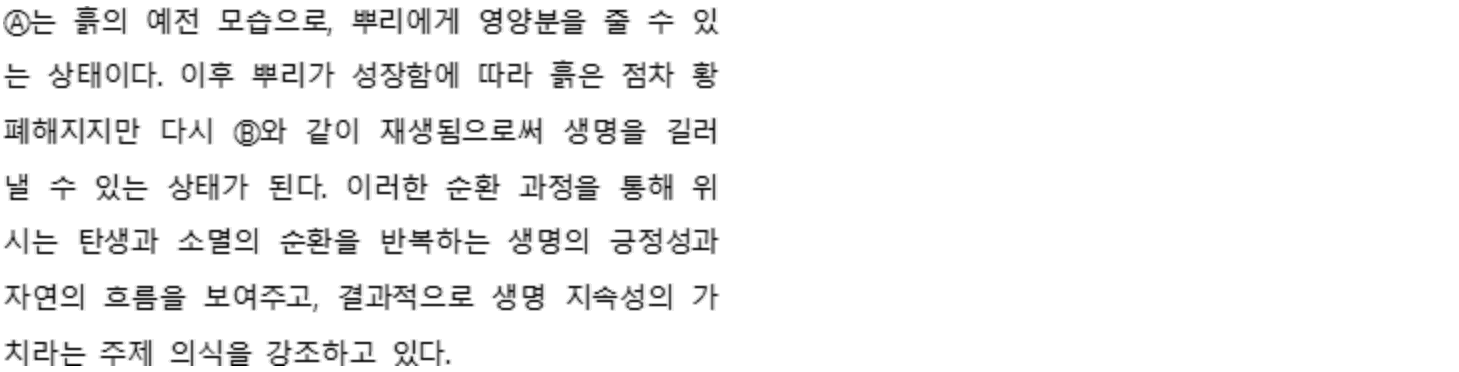 Ⓐ는 흙의 예전 모습으로, 뿌리에게 영양분을 줄 수 있
는 상태이다. 이후 뿌리가 성장함에 따라 흙은 점차 황
폐해지지만 다시 Ⓑ와 같이 재생됨으로써 생명을 길러
낼 수 있는 상태가 된다. 이러한 순환 과정을 통해 위
시는 탄생과 소멸의 순환을 반복하는 생명의 긍정성과
자연의 흐름을 보여주고, 결과적으로 생명 지속성의 가
치라는 주제 의식을 강조하고 있다.